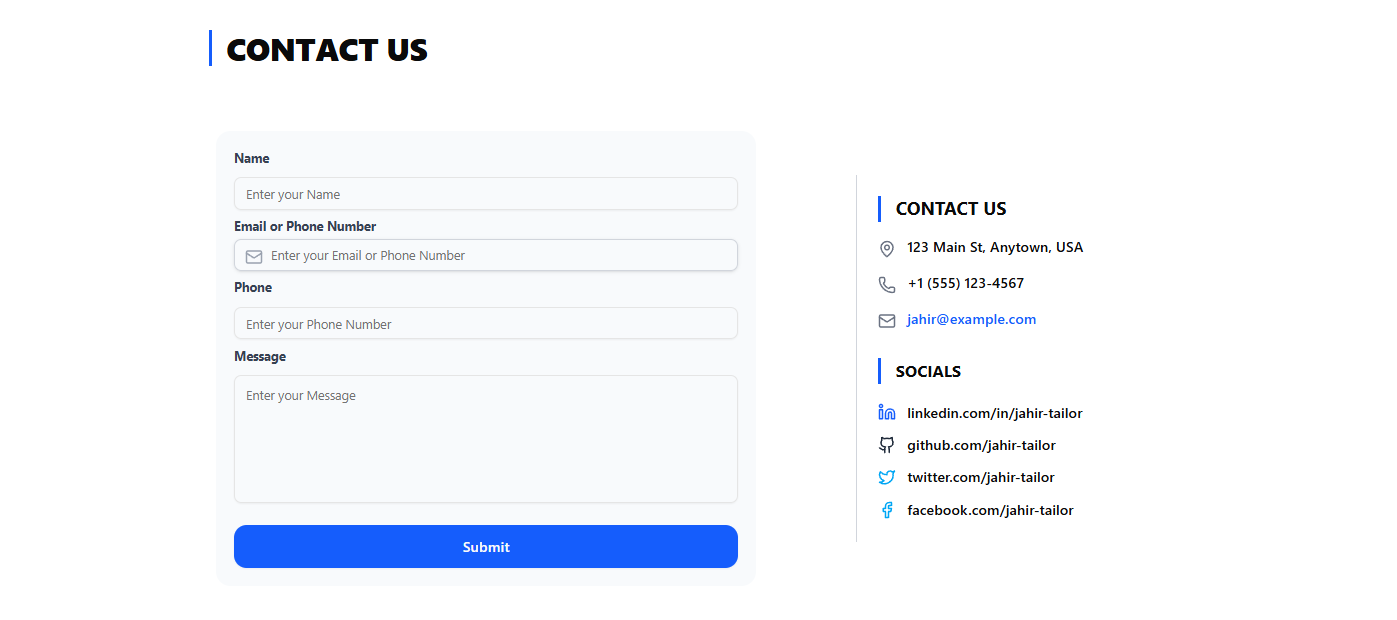 CONTACT US
Name
Enter your Name
Email or Phone Number
Enter your Email or Phone Number
Phone
Enter your Phone Number
Message
Enter your Message
Submit
CONTACT US
123 Main St, Anytown, USA
+1 (555) 123-4567
jahir@example.com
SOCIALS
linkedin.com/in/jahir-tailor
github.com/jahir-tailor
twitter.com/jahir-tailor
facebook.com/jahir-tailor